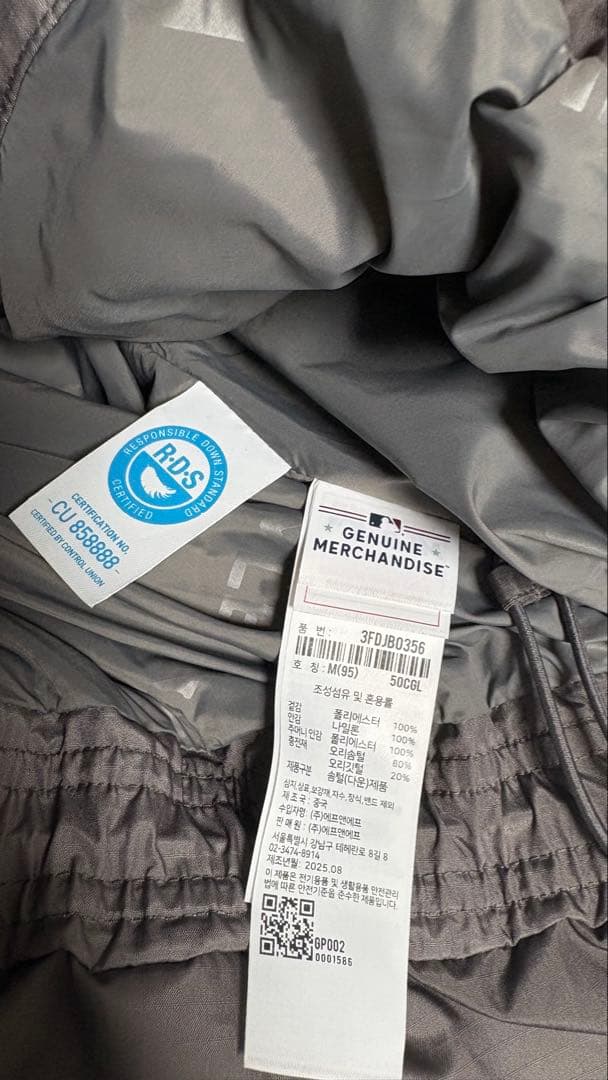 RESPONSIBLE DOWN STANDARD
R·D·S
CERTIFIED
CERTIFICATION NO.
- CU 858888 -
CERTIFIED BY CONTROL UNION
GENUINE
MERCHANDISE™
품 번 : 3FDJB0356
호 칭 : M(95) 50CGL
조성섬유 및 혼용률
겉감 폴리에스터 100%
안감 나일론 100%
주머니안감 폴리에스터 100%
충전재 오리솜털 80%
오리깃털 20%
제품구분 솜털(다운)제품
심지,상표,보강재,자수,장식,밴드 제외
제 조 국 : 중국
수입자명 : (주)에프앤에프
판 매 원 : (주)에프앤에프
서울특별시 강남구 테헤란로 8길 8
02-3474-8914
제조년월: 2025.08
이 제품은 전기용품 및 생활용품 안전관리
법에 따른 안전기준을 준수한 제품입니다.
GP002
0001586